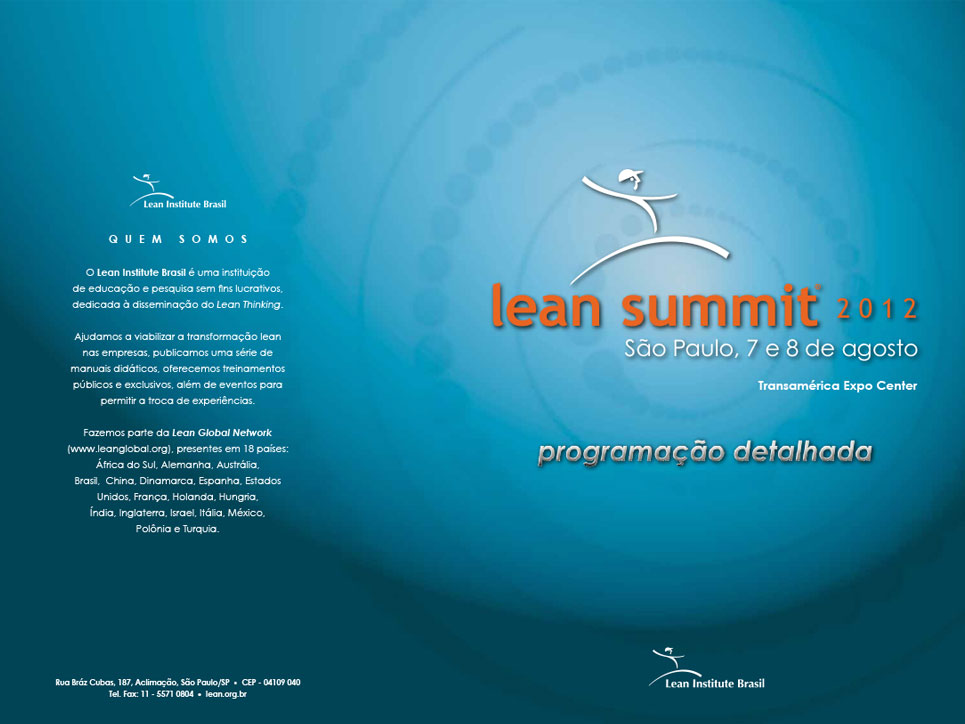 Lean Institute Brasil
QUEM SOMOS
O Lean Institute Brasil é uma instituição
de educação e pesquisa sem fins lucrativos,
dedicada à disseminação do Lean Thinking.
Ajudamos a viabilizar a transformação lean
nas empresas, publicamos uma série de
manuais didáticos, oferecemos treinamentos
públicos e exclusivos, além de eventos para
permitir a troca de experiências.
Fazemos parte da Lean Global Network
(www.leanglobal.org), presentes em 18 países:
África do Sul, Alemanha, Austrália,
Brasil, China, Dinamarca, Espanha, Estados
Unidos, França, Holanda, Hungria,
Índia, Inglaterra, Israel, Itália, México,
Polônia e Turquia.
Rua Bráz Cubas, 187, Aclimação, São Paulo/SP • CEP - 04109 040
Tel. Fax: 11 - 5571 0804 • lean.org.br
lean summit® 2012
São Paulo, 7 e 8 de agosto
Transamérica Expo Center
programação detalhada
Lean Institute Brasil